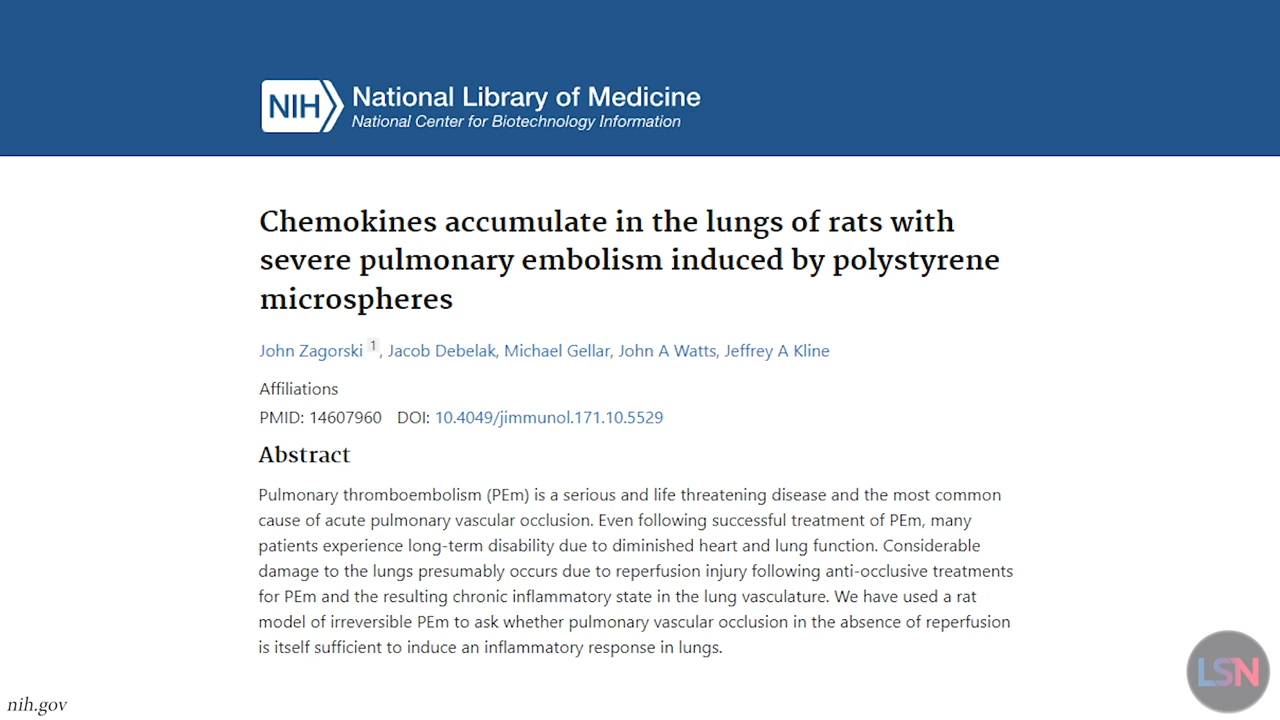 NIH National Library of Medicine
National Center for Biotechnology Information
Chemokines accumulate in the lungs of rats with
severe pulmonary embolism induced by polystyrene
microspheres
John Zagorski 1, Jacob Debelak, Michael Gellar, John A Watts, Jeffrey A Kline
Affiliations
PMID: 14607960 DOI: 10.4049/jimmunol.171.10.5529
Abstract
Pulmonary thromboembolism (PEm) is a serious and life threatening disease and the most common
cause of acute pulmonary vascular occlusion. Even following successful treatment of PEm, many
patients experience long-term disability due to diminished heart and lung function. Considerable
damage to the lungs presumably occurs due to reperfusion injury following anti-occlusive treatments
for PEm and the resulting chronic inflammatory state in the lung vasculature. We have used a rat
model of irreversible PEm to ask whether pulmonary vascular occlusion in the absence of reperfusion
is itself sufficient to induce an inflammatory response in lungs.
LSN
nih.gov